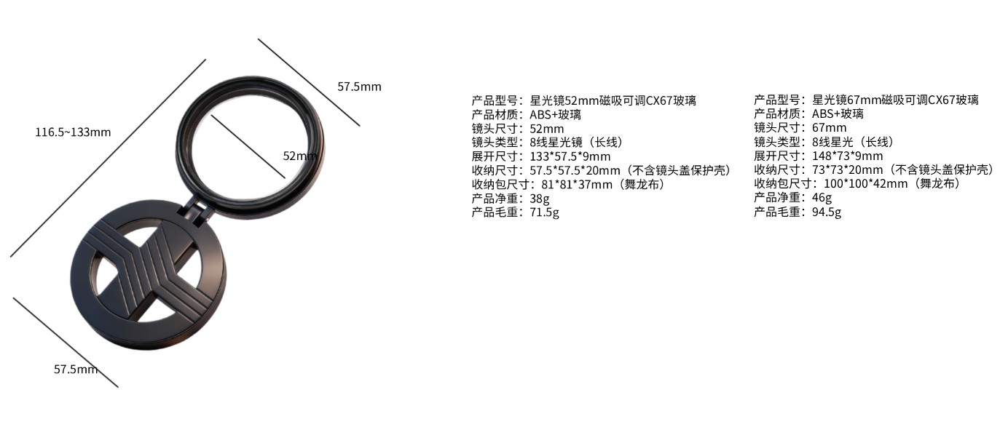 57.5mm
116.5~133mm
52mm
57.5mm
产品型号：星光镜52mm磁吸可调CX67玻璃
产品材质：ABS+玻璃
镜头尺寸：52mm
镜头类型：8线星光镜（长线）
展开尺寸：133*57.5*9mm
收纳尺寸：57.5*57.5*20mm（不含镜头盖保护壳）
收纳包尺寸：81*81*37mm（舞龙布）
产品净重：38g
产品毛重：71.5g
产品型号：星光镜67mm磁吸可调CX67玻璃
产品材质：ABS+玻璃
镜头尺寸：67mm
镜头类型：8线星光（长线）
展开尺寸：148*73*9mm
收纳尺寸：73*73*20mm（不含镜头盖保护壳）
收纳包尺寸：100*100*42mm（舞龙布）
产品净重：46g
产品毛重：94.5g